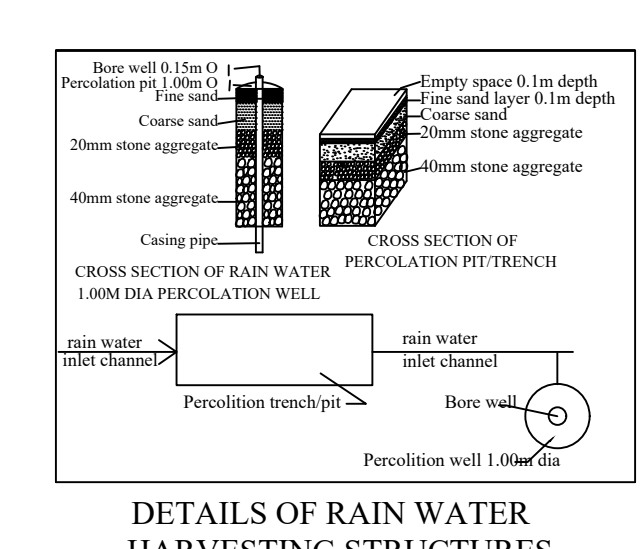 Bore well 0.15m O
Percolation pit 1.00m O
Fine sand
Coarse sand
20mm stone aggregate
40mm stone aggregate
Casing pipe
CROSS SECTION OF RAIN WATER
1.00M DIA PERCOLATION WELL
Empty space 0.1m depth
Fine sand layer 0.1m depth
Coarse sand
20mm stone aggregate
40mm stone aggregate
CROSS SECTION OF
PERCOLATION PIT/TRENCH
rain water
inlet channel
Percolition trench/pit
rain water
inlet channel
Bore well
Percolition well 1.00m dia
DETAILS OF RAIN WATER
HARVESTING STRUCTURES